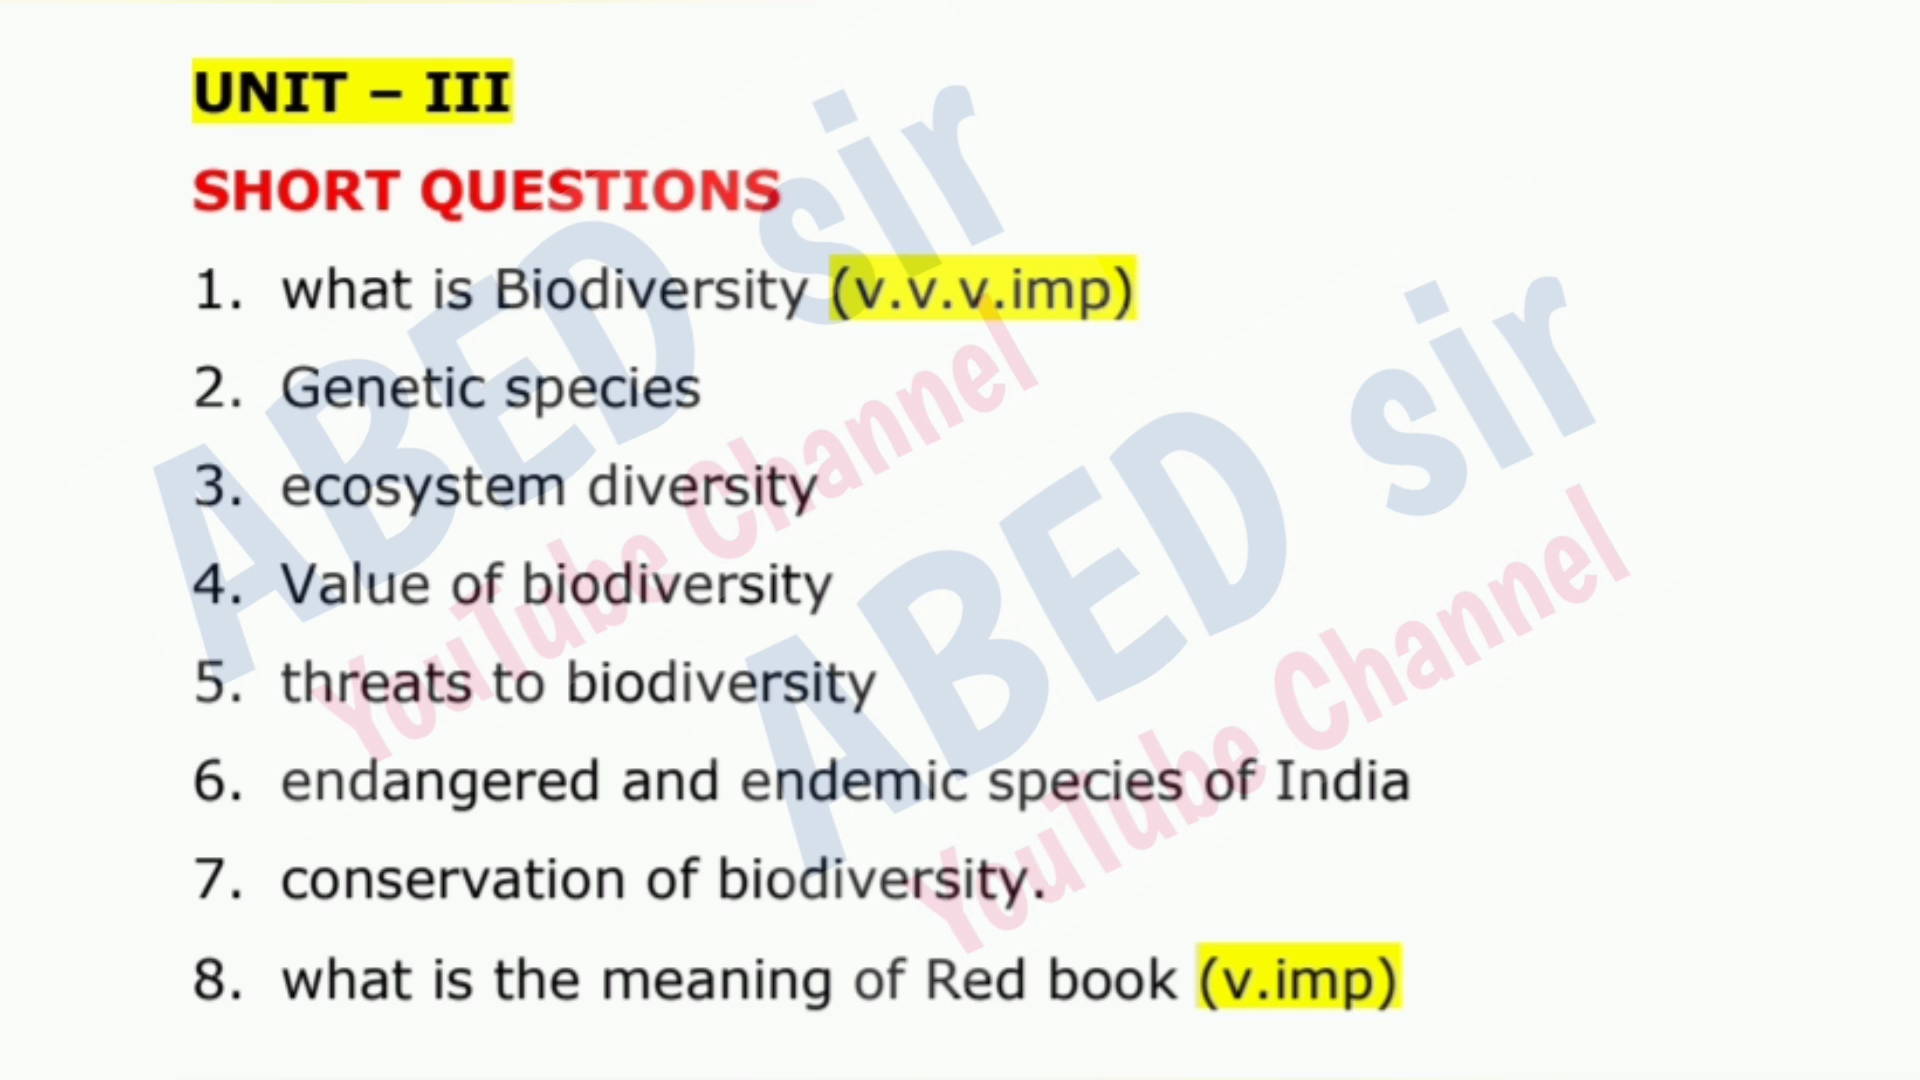 UNIT – III
SHORT QUESTIONS
1. what is Biodiversity (v.v.v.imp)
2. Genetic species
3. ecosystem diversity
4. Value of biodiversity
5. threats to biodiversity
6. endangered and endemic species of India
7. conservation of biodiversity.
8. what is the meaning of Red book (v.imp)
ABED sir
YouTube Channel
ABED sir
YouTube Channel